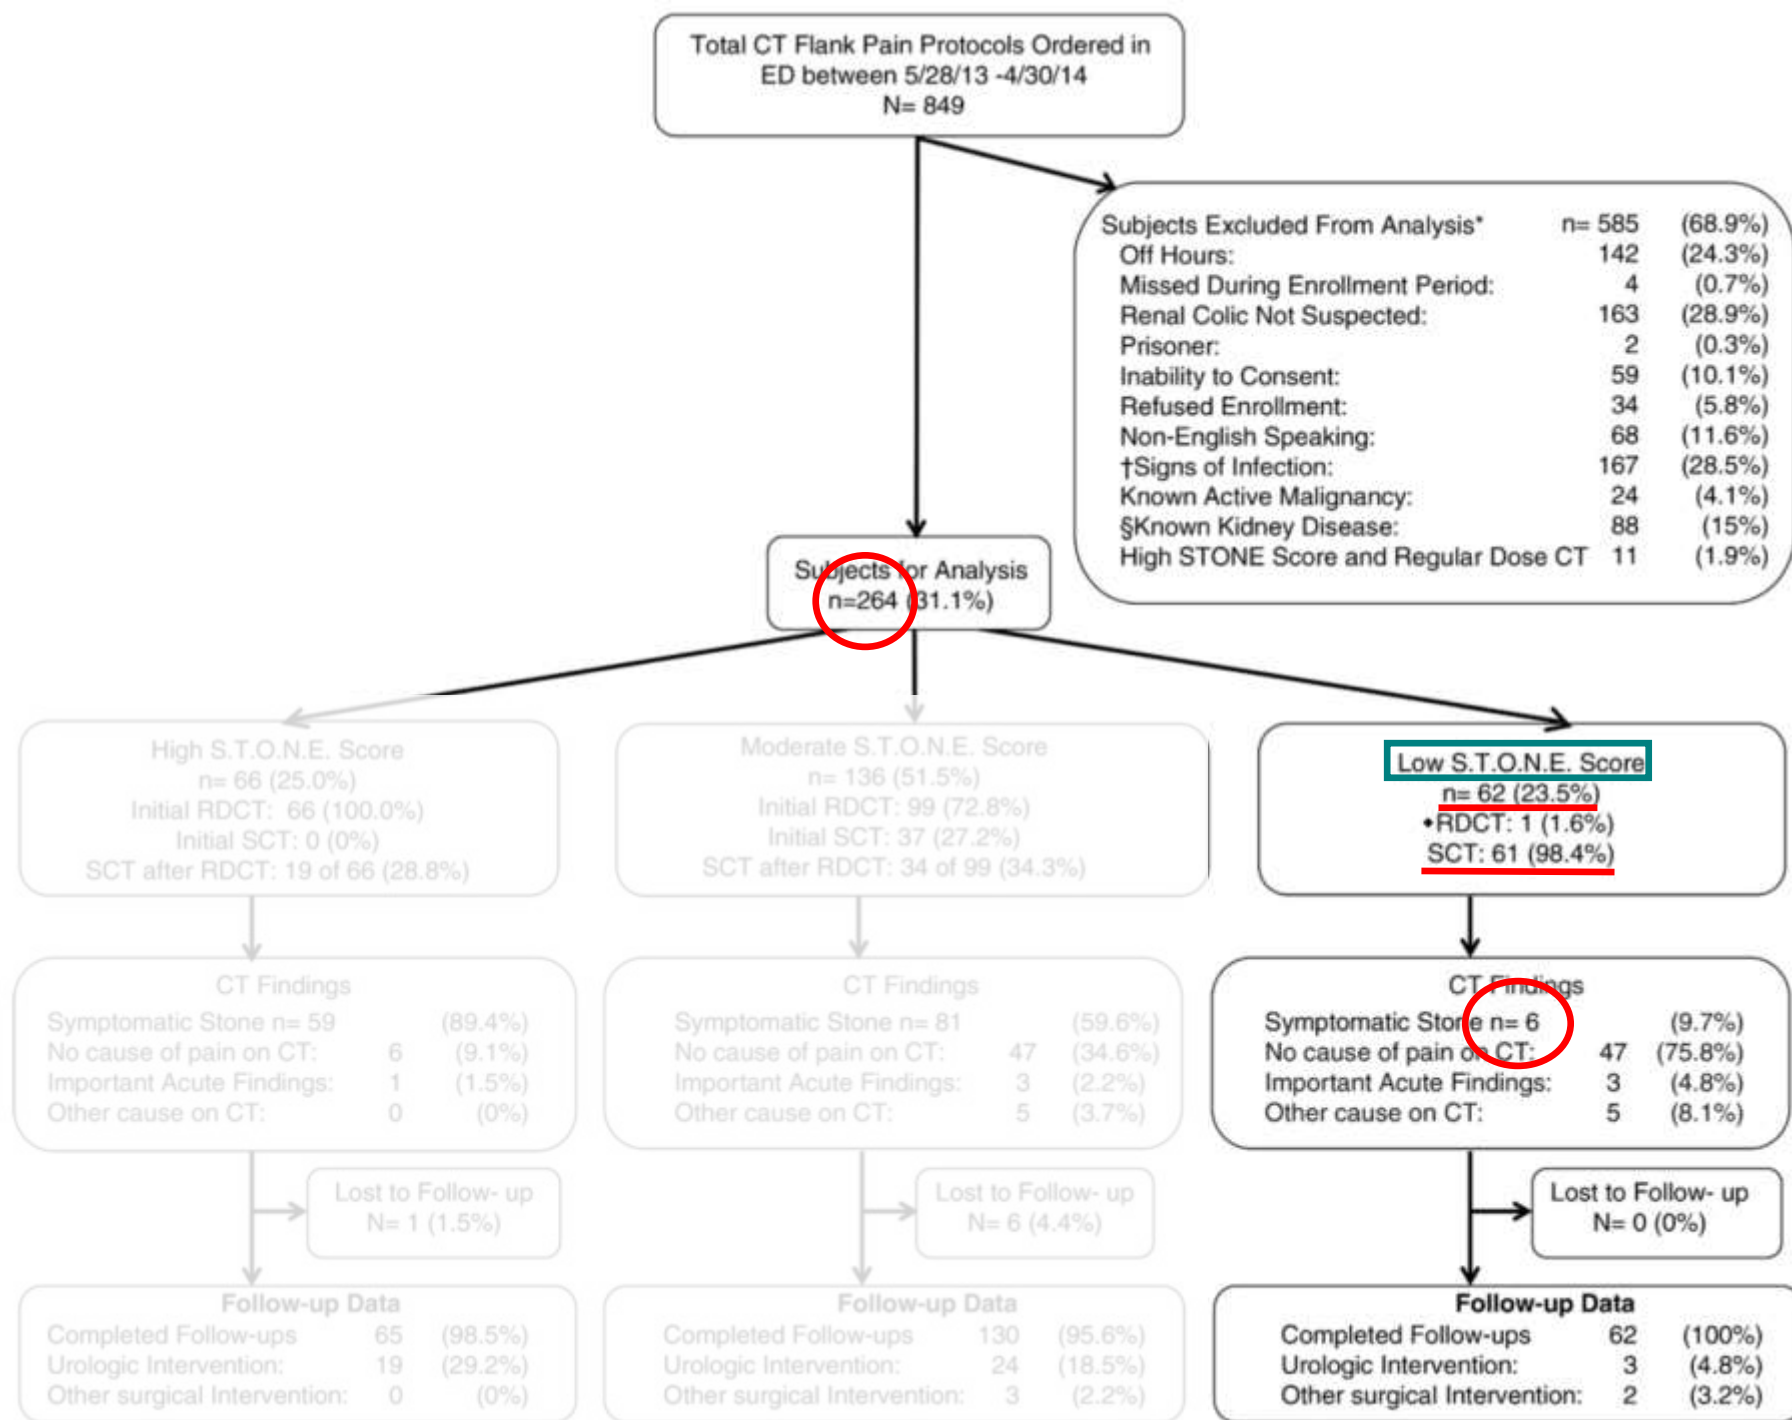 Total CT Flank Pain Protocols Ordered in
ED between 5/28/13 -4/30/14
N= 849
Subjects Excluded From Analysis* n= 585 (68.9%)
Off Hours: 142 (24.3%)
Missed During Enrollment Period: 4 (0.7%)
Renal Colic Not Suspected: 163 (28.9%)
Prisoner: 2 (0.3%)
Inability to Consent: 59 (10.1%)
Refused Enrollment: 34 (5.8%)
Non-English Speaking: 68 (11.6%)
†Signs of Infection: 167 (28.5%)
Known Active Malignancy: 24 (4.1%)
§Known Kidney Disease: 88 (15%)
High STONE Score and Regular Dose CT 11 (1.9%)
Subjects for Analysis
n=264 (31.1%)
High S.T.O.N.E. Score
n= 66 (25.0%)
Initial RDCT: 66 (100.0%)
Initial SCT: 0 (0%)
SCT after RDCT: 19 of 66 (28.8%)
Moderate S.T.O.N.E. Score
n= 136 (51.5%)
Initial RDCT: 99 (72.8%)
Initial SCT: 37 (27.2%)
SCT after RDCT: 34 of 99 (34.3%)
Low S.T.O.N.E. Score
n= 62 (23.5%)
◆RDCT: 1 (1.6%)
SCT: 61 (98.4%)
CT Findings
Symptomatic Stone n= 59 (89.4%)
No cause of pain on CT: 6 (9.1%)
Important Acute Findings: 1 (1.5%)
Other cause on CT: 0 (0%)
CT Findings
Symptomatic Stone n= 81 (59.6%)
No cause of pain on CT: 47 (34.6%)
Important Acute Findings: 3 (2.2%)
Other cause on CT: 5 (3.7%)
CT Findings
Symptomatic Stone n= 6 (9.7%)
No cause of pain on CT: 47 (75.8%)
Important Acute Findings: 3 (4.8%)
Other cause on CT: 5 (8.1%)
Lost to Follow- up
N= 1 (1.5%)
Lost to Follow- up
N= 6 (4.4%)
Lost to Follow- up
N= 0 (0%)
Follow-up Data
Completed Follow-ups 65 (98.5%)
Urologic Intervention: 19 (29.2%)
Other surgical Intervention: 0 (0%)
Follow-up Data
Completed Follow-ups 130 (95.6%)
Urologic Intervention: 24 (18.5%)
Other surgical Intervention: 3 (2.2%)
Follow-up Data
Completed Follow-ups 62 (100%)
Urologic Intervention: 3 (4.8%)
Other surgical Intervention: 2 (3.2%)